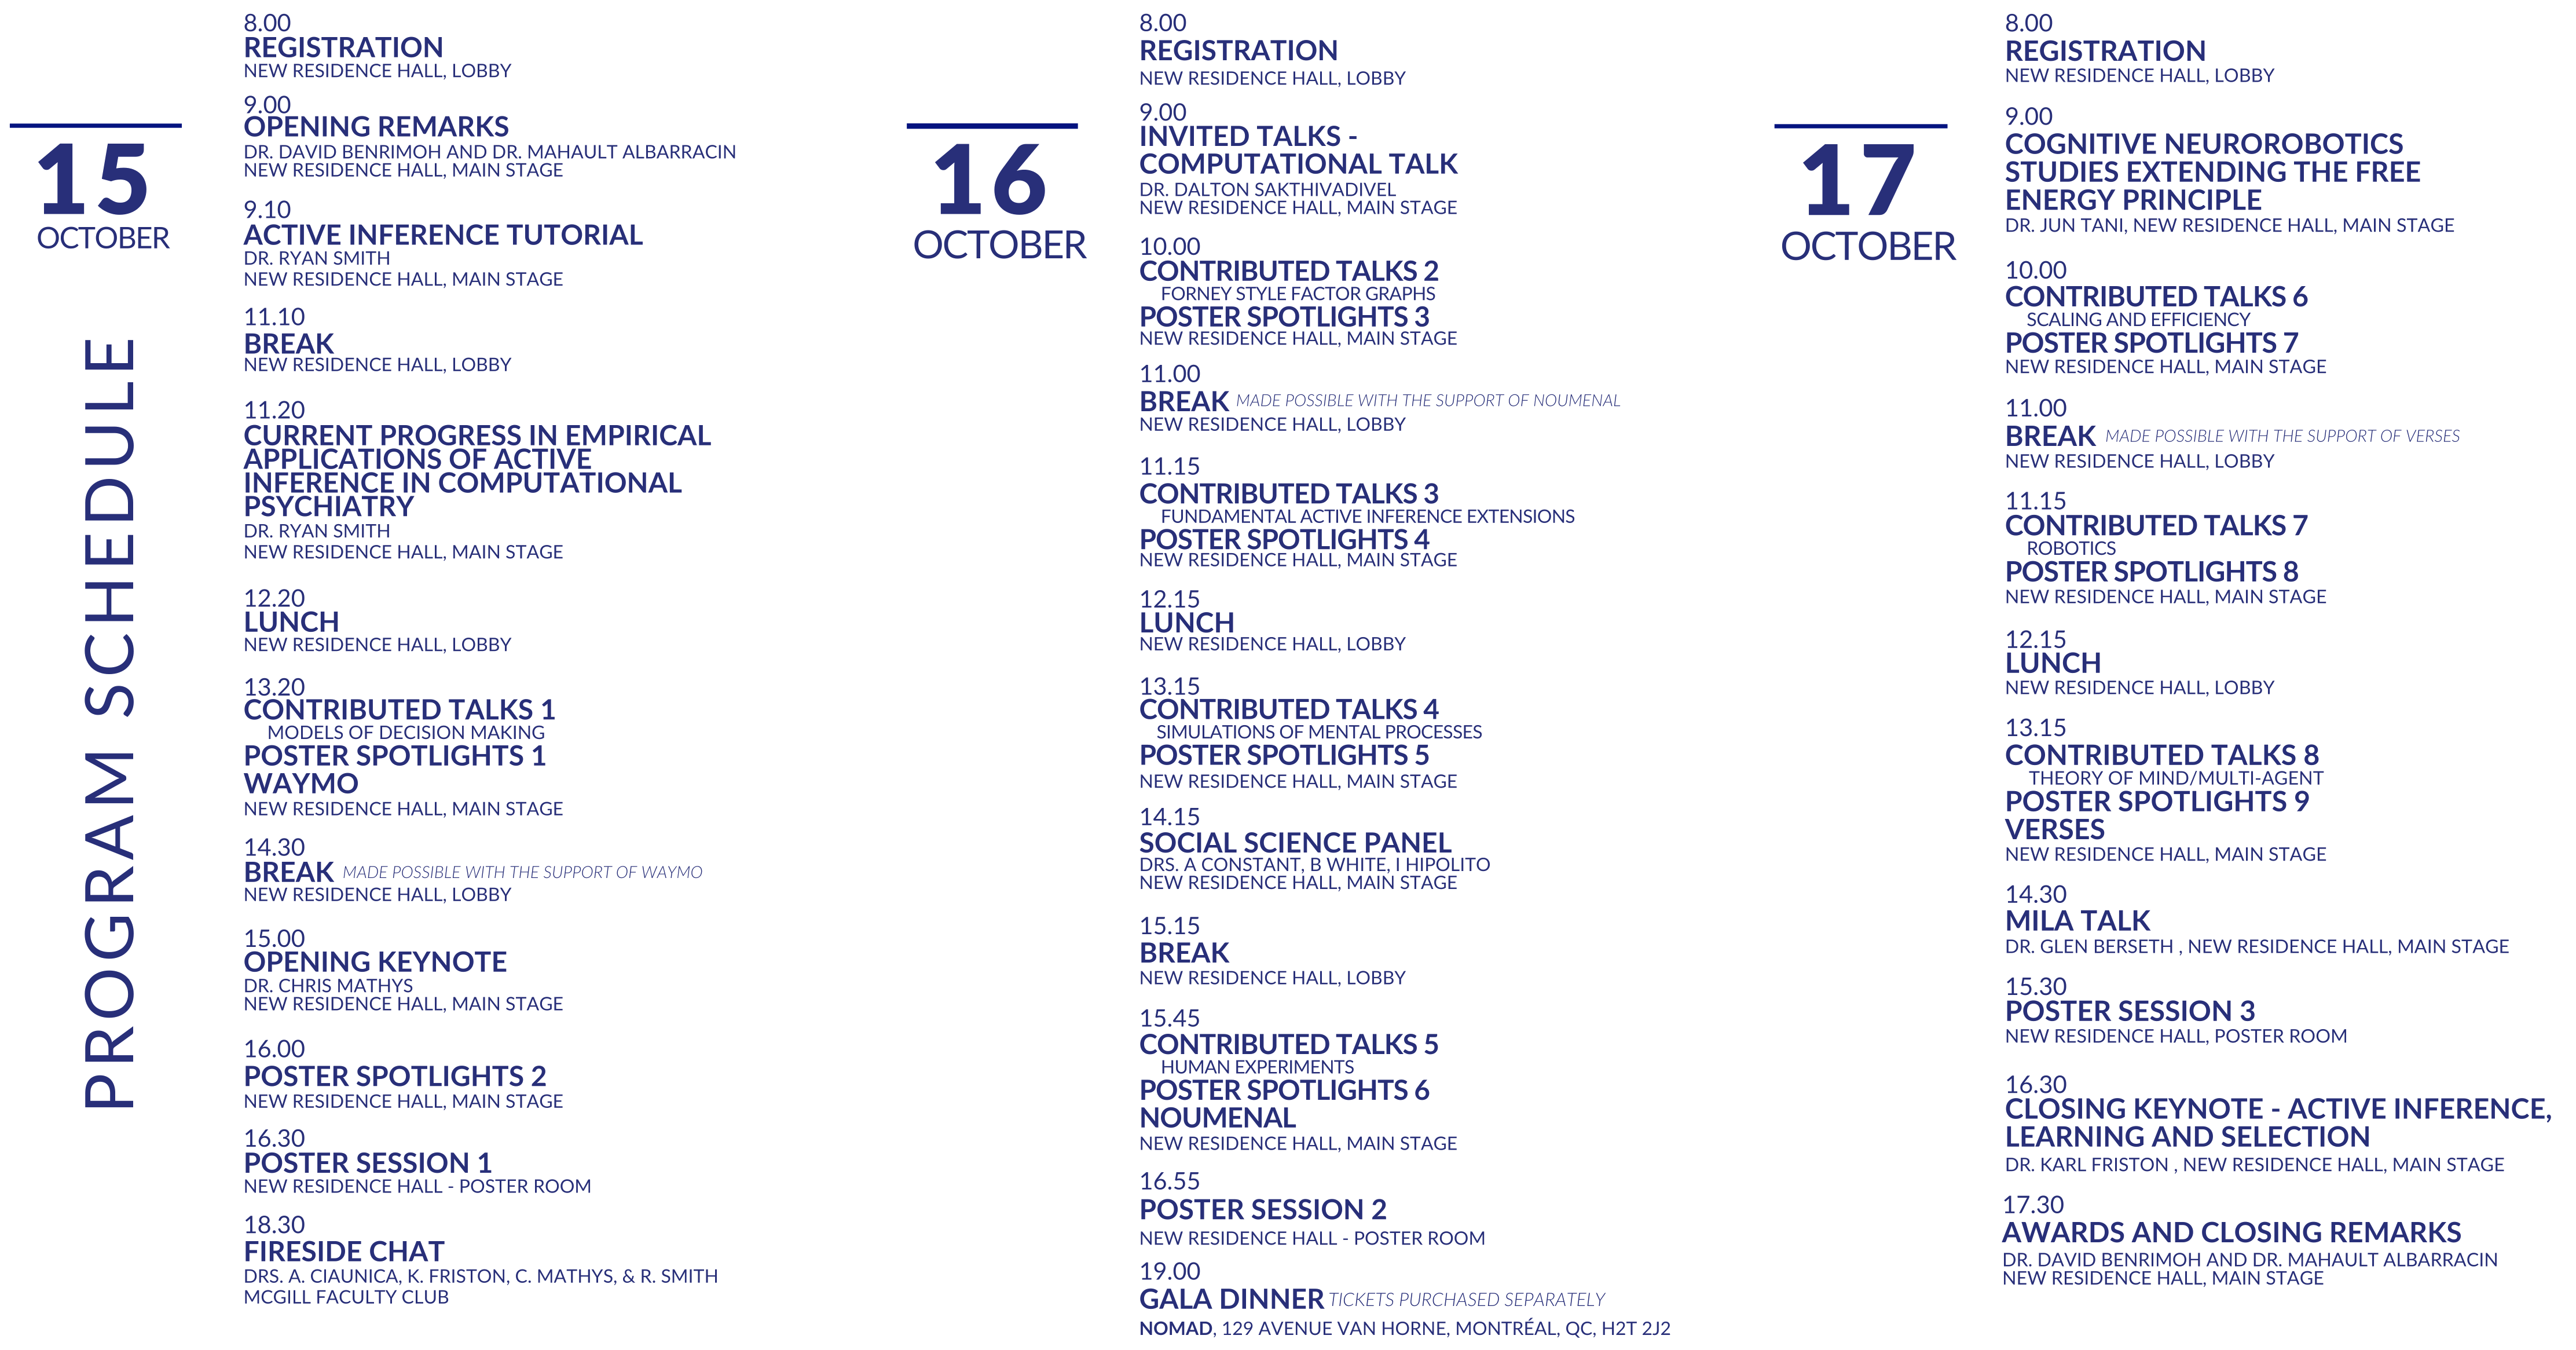 PROGRAM SCHEDULE
15
OCTOBER
8.00
REGISTRATION
NEW RESIDENCE HALL, LOBBY
9.00
OPENING REMARKS
DR. DAVID BENRIMOH AND DR. MAHAULT ALBARRACIN
NEW RESIDENCE HALL, MAIN STAGE
9.10
ACTIVE INFERENCE TUTORIAL
DR. RYAN SMITH
NEW RESIDENCE HALL, MAIN STAGE
11.10
BREAK
NEW RESIDENCE HALL, LOBBY
11.20
CURRENT PROGRESS IN EMPIRICAL
APPLICATIONS OF ACTIVE
INFERENCE IN COMPUTATIONAL
PSYCHIATRY
DR. RYAN SMITH
NEW RESIDENCE HALL, MAIN STAGE
12.20
LUNCH
NEW RESIDENCE HALL, LOBBY
13.20
CONTRIBUTED TALKS 1
MODELS OF DECISION MAKING
POSTER SPOTLIGHTS 1
WAYMO
NEW RESIDENCE HALL, MAIN STAGE
14.30
BREAK MADE POSSIBLE WITH THE SUPPORT OF WAYMO
NEW RESIDENCE HALL, LOBBY
15.00
OPENING KEYNOTE
DR. CHRIS MATHYS
NEW RESIDENCE HALL, MAIN STAGE
16.00
POSTER SPOTLIGHTS 2
NEW RESIDENCE HALL, MAIN STAGE
16.30
POSTER SESSION 1
NEW RESIDENCE HALL - POSTER ROOM
18.30
FIRESIDE CHAT
DRS. A. CIAUNICA, K. FRISTON, C. MATHYS, & R. SMITH
MCGILL FACULTY CLUB
16
OCTOBER
8.00
REGISTRATION
NEW RESIDENCE HALL, LOBBY
9.00
INVITED TALKS -
COMPUTATIONAL TALK
DR. DALTON SAKTHIVADIVEL
NEW RESIDENCE HALL, MAIN STAGE
10.00
CONTRIBUTED TALKS 2
FORNEY STYLE FACTOR GRAPHS
POSTER SPOTLIGHTS 3
NEW RESIDENCE HALL, MAIN STAGE
11.00
BREAK MADE POSSIBLE WITH THE SUPPORT OF NOUMENAL
NEW RESIDENCE HALL, LOBBY
11.15
CONTRIBUTED TALKS 3
FUNDAMENTAL ACTIVE INFERENCE EXTENSIONS
POSTER SPOTLIGHTS 4
NEW RESIDENCE HALL, MAIN STAGE
12.15
LUNCH
NEW RESIDENCE HALL, LOBBY
13.15
CONTRIBUTED TALKS 4
SIMULATIONS OF MENTAL PROCESSES
POSTER SPOTLIGHTS 5
NEW RESIDENCE HALL, MAIN STAGE
14.15
SOCIAL SCIENCE PANEL
DRS. A CONSTANT, B WHITE, I HIPOLITO
NEW RESIDENCE HALL, MAIN STAGE
15.15
BREAK
NEW RESIDENCE HALL, LOBBY
15.45
CONTRIBUTED TALKS 5
HUMAN EXPERIMENTS
POSTER SPOTLIGHTS 6
NOUMENAL
NEW RESIDENCE HALL, MAIN STAGE
16.55
POSTER SESSION 2
NEW RESIDENCE HALL - POSTER ROOM
19.00
GALA DINNER TICKETS PURCHASED SEPARATELY
NOMAD, 129 AVENUE VAN HORNE, MONTRÉAL, QC, H2T 2J2
17
OCTOBER
8.00
REGISTRATION
NEW RESIDENCE HALL, LOBBY
9.00
COGNITIVE NEUROROBOTICS
STUDIES EXTENDING THE FREE
ENERGY PRINCIPLE
DR. JUN TANI, NEW RESIDENCE HALL, MAIN STAGE
10.00
CONTRIBUTED TALKS 6
SCALING AND EFFICIENCY
POSTER SPOTLIGHTS 7
NEW RESIDENCE HALL, MAIN STAGE
11.00
BREAK MADE POSSIBLE WITH THE SUPPORT OF VERSES
NEW RESIDENCE HALL, LOBBY
11.15
CONTRIBUTED TALKS 7
ROBOTICS
POSTER SPOTLIGHTS 8
NEW RESIDENCE HALL, MAIN STAGE
12.15
LUNCH
NEW RESIDENCE HALL, LOBBY
13.15
CONTRIBUTED TALKS 8
THEORY OF MIND/MULTI-AGENT
POSTER SPOTLIGHTS 9
VERSES
NEW RESIDENCE HALL, MAIN STAGE
14.30
MILA TALK
DR. GLEN BERSETH , NEW RESIDENCE HALL, MAIN STAGE
15.30
POSTER SESSION 3
NEW RESIDENCE HALL, POSTER ROOM
16.30
CLOSING KEYNOTE - ACTIVE INFERENCE,
LEARNING AND SELECTION
DR. KARL FRISTON , NEW RESIDENCE HALL, MAIN STAGE
17.30
AWARDS AND CLOSING REMARKS
DR. DAVID BENRIMOH AND DR. MAHAULT ALBARRACIN
NEW RESIDENCE HALL, MAIN STAGE